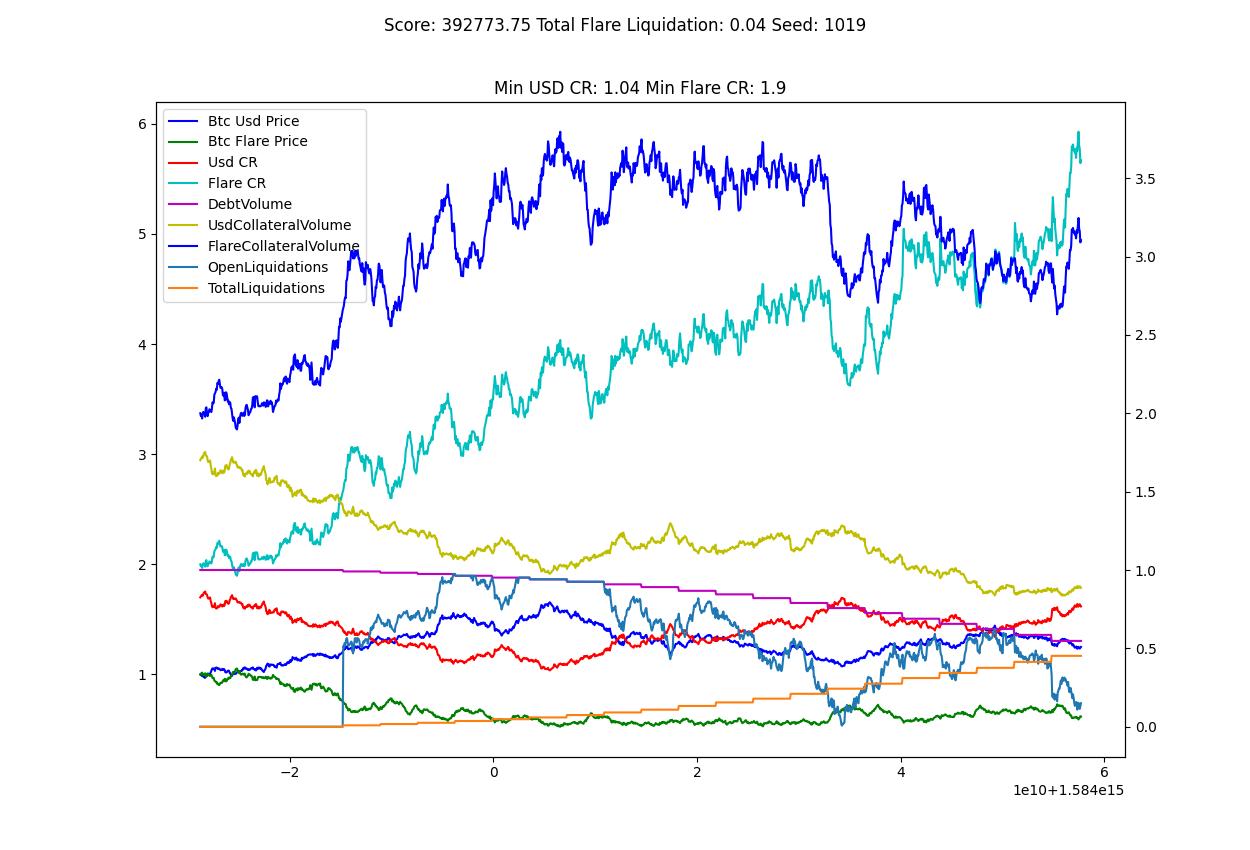 Score: 392773.75 Total Flare Liquidation: 0.04 Seed: 1019
Min USD CR: 1.04 Min Flare CR: 1.9
Btc Usd Price
Btc Flare Price
Usd CR
Flare CR
DebtVolume
UsdCollateralVolume
FlareCollateralVolume
OpenLiquidations
TotalLiquidations
6
5
4
3
2
1
3.5
3.0
2.5
2.0
1.5
1.0
0.5
0.0
−2 0 2 4 6
1e10+1.584e15